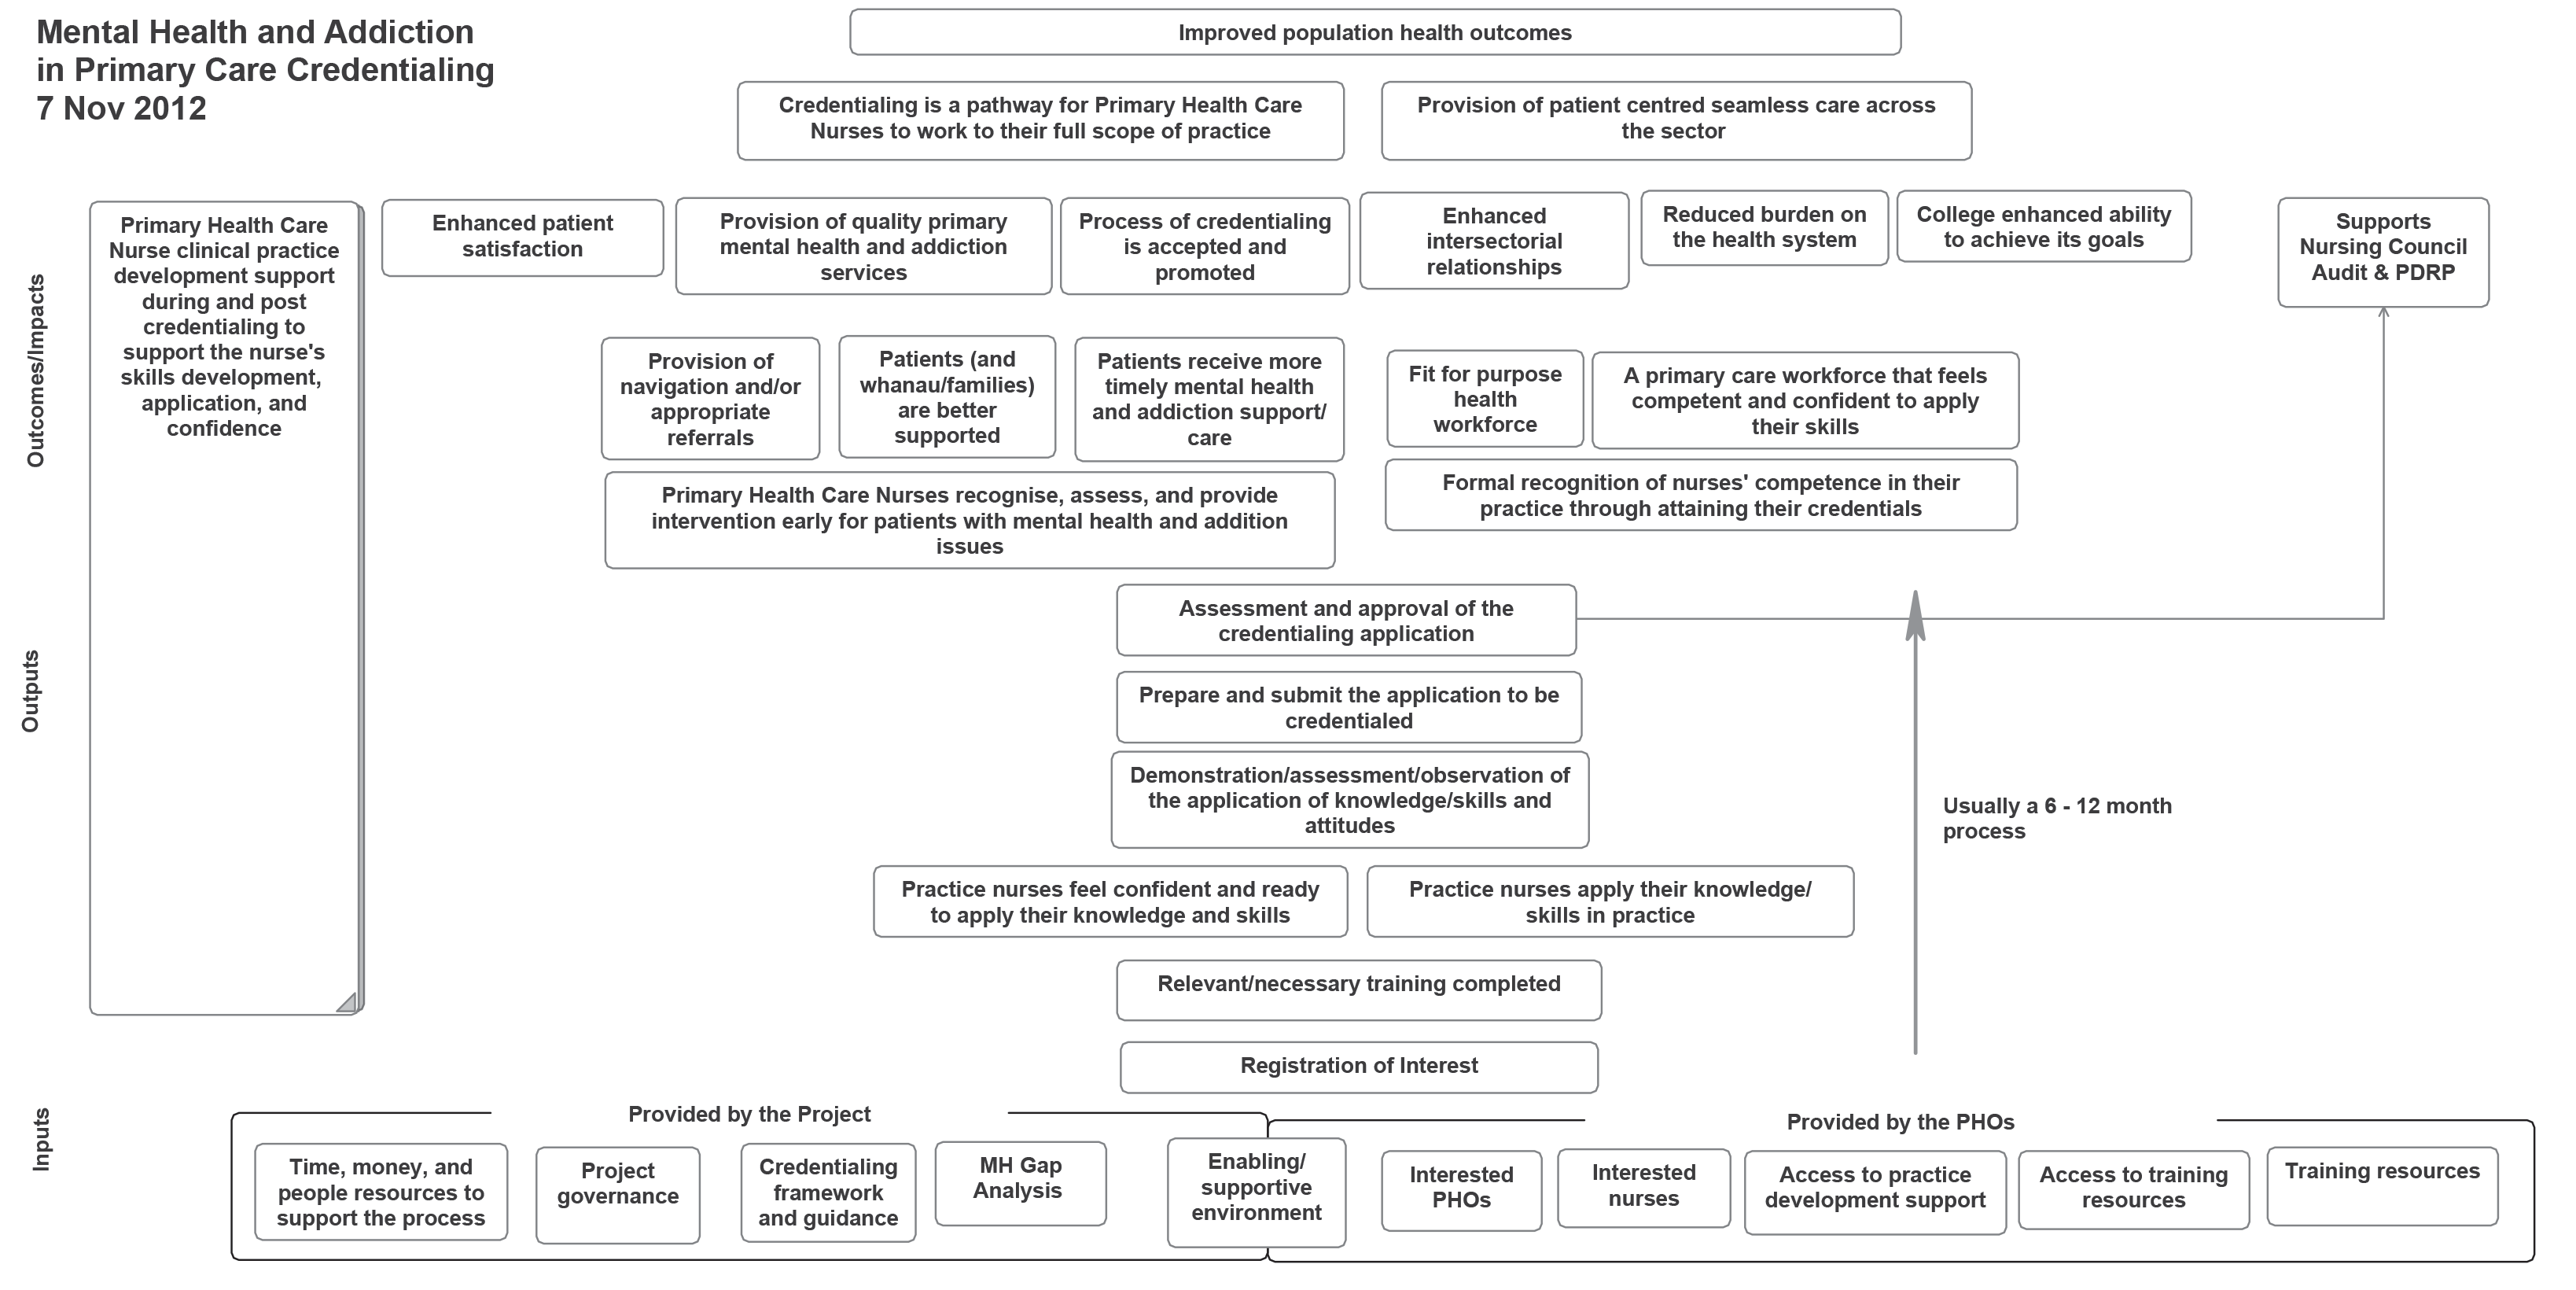 Mental Health and Addiction
in Primary Care Credentialing
7 Nov 2012
Improved population health outcomes
Credentialing is a pathway for Primary Health Care
Nurses to work to their full scope of practice
Provision of patient centred seamless care across
the sector
Outcomes/Impacts
Primary Health Care
Nurse clinical practice
development support
during and post
credentialing to
support the nurse's
skills development,
application, and
confidence
Enhanced patient
satisfaction
Provision of quality primary
mental health and addiction
services
Process of credentialing
is accepted and
promoted
Enhanced
intersectorial
relationships
Reduced burden on
the health system
College enhanced ability
to achieve its goals
Supports
Nursing Council
Audit & PDRP
Provision of
navigation and/or
appropriate
referrals
Patients (and
whanau/families)
are better
supported
Patients receive more
timely mental health
and addiction support/
care
Fit for purpose
health
workforce
A primary care workforce that feels
competent and confident to apply
their skills
Primary Health Care Nurses recognise, assess, and provide
intervention early for patients with mental health and addition
issues
Formal recognition of nurses' competence in their
practice through attaining their credentials
Outputs
Assessment and approval of the
credentialing application
Prepare and submit the application to be
credentialed
Demonstration/assessment/observation of
the application of knowledge/skills and
attitudes
Usually a 6 - 12 month
process
Practice nurses feel confident and ready
to apply their knowledge and skills
Practice nurses apply their knowledge/
skills in practice
Relevant/necessary training completed
Registration of Interest
Inputs
Provided by the Project
Time, money, and
people resources to
support the process
Project
governance
Credentialing
framework
and guidance
MH Gap
Analysis
Enabling/
supportive
environment
Provided by the PHOs
Interested
PHOs
Interested
nurses
Access to practice
development support
Access to training
resources
Training resources